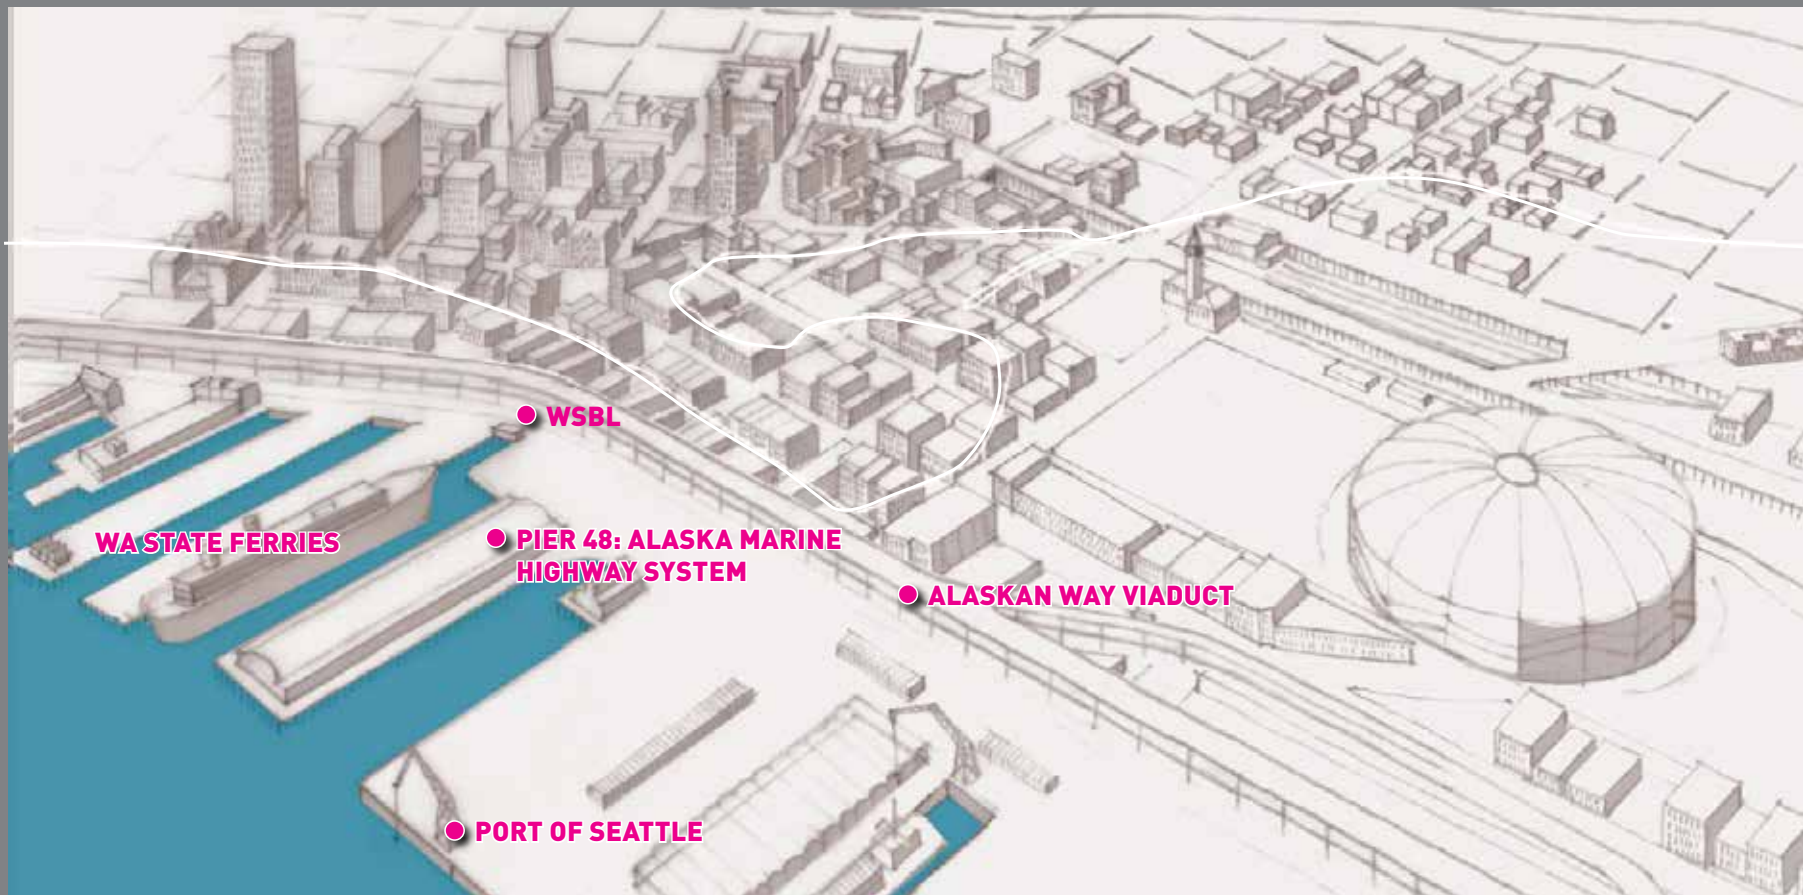 WSBL
WA STATE FERRIES
PIER 48: ALASKA MARINE
HIGHWAY SYSTEM
ALASKAN WAY VIADUCT
PORT OF SEATTLE